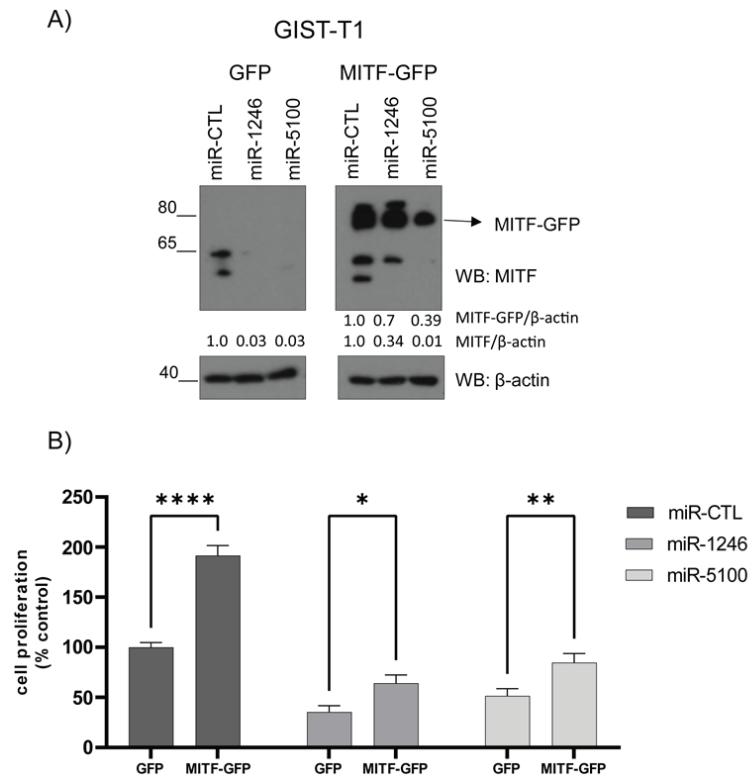 A)
GIST-T1
GFP MITF-GFP
miR-CTL miR-1246 miR-5100 miR-CTL miR-1246 miR-5100
80
MITF-GFP
65
WB: MITF
1.0 0.7 0.39 MITF-GFP/β-actin
1.0 0.03 0.03 1.0 0.34 0.01 MITF/β-actin
40 WB: β-actin
B)
cell proliferation
(% control)
250
200
150
100
50
0
**** * **
miR-CTL
miR-1246
miR-5100
GFP MITF-GFP GFP MITF-GFP GFP MITF-GFP